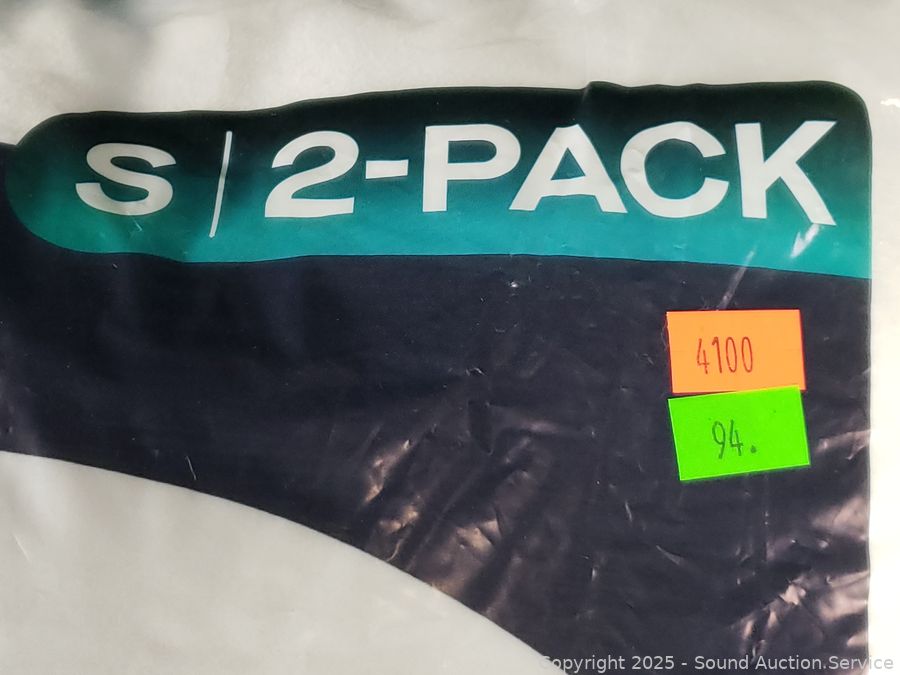 S | 2-PACK
4100
94.
Copyright 2025 - Sound Auction Service